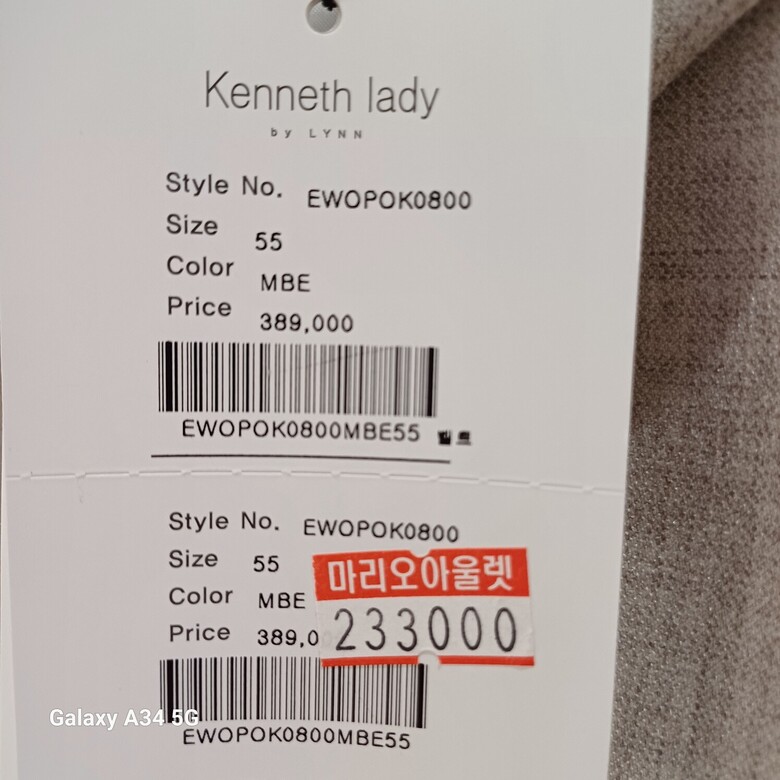 Kenneth lady
by LYNN
Style No. EWOPOK0800
Size 55
Color MBE
Price 389,000
EWOPOK0800MBE55 벨트
Style No. EWOPOK0800
Size 55
Color MBE
Price 389,0
마리오아울렛
233000
EWOPOK0800MBE55
Galaxy A34 5G